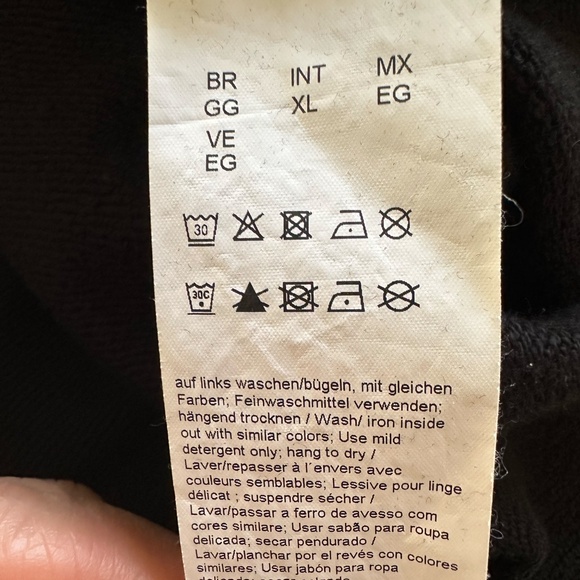 BR INT MX
GG XL EG
VE
EG
30
30C
auf links waschen/bügeln, mit gleichen
Farben; Feinwaschmittel verwenden;
hängend trocknen / Wash/ iron inside
out with similar colors; Use mild
detergent only; hang to dry /
Laver/repasser à l´envers avec
couleurs semblables; Lessive pour linge
délicat ; suspendre sécher /
Lavar/passar a ferro de avesso com
cores similare; Usar sabão para roupa
delicada; secar pendurado /
Lavar/planchar por el revés con colores
similares; Usar jabón para ropa